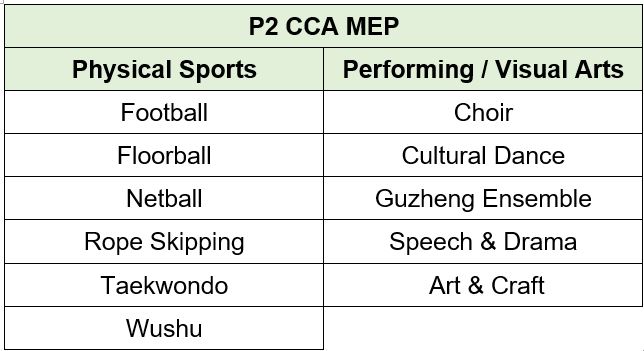 P2 CCA MEP
Physical Sports Performing / Visual Arts
Football Choir
Floorball Cultural Dance
Netball Guzheng Ensemble
Rope Skipping Speech & Drama
Taekwondo Art & Craft
Wushu